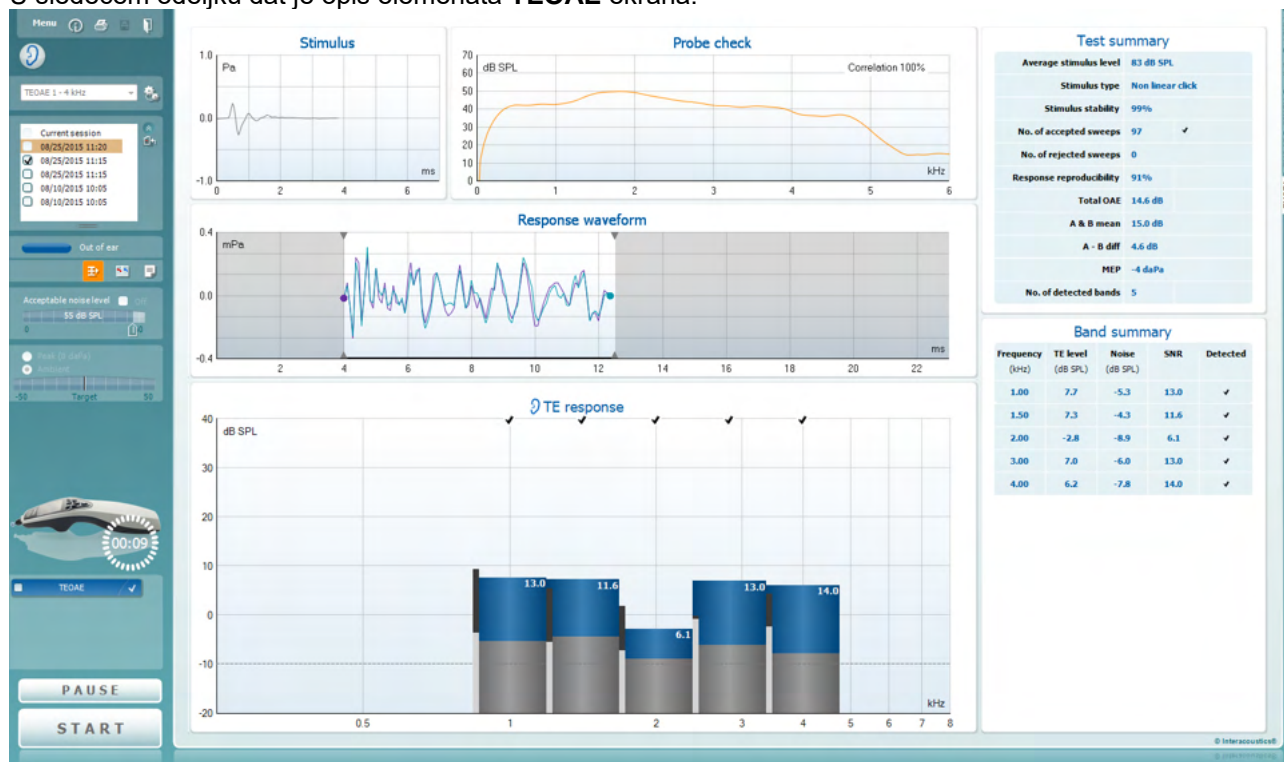 U sledećem odeljku dat je opis elemenata TEOAE ekrana.
Menu
TEOAE 1 - 4 kHz
Current session
08/25/2015 11:20
08/25/2015 11:15
08/25/2015 11:15
08/10/2015 10:05
08/10/2015 10:05
Out of ear
Acceptable noise level Off
55 dB SPL
0
Peak (0 daPa)
Ambient
-50 Target 50
00:09
TEOAE
PAUSE
START
Stimulus
1.0
Pa
0.0
-1.0
ms
0 2 4 6
Probe check
70
dB SPL
Correlation 100%
60
50
40
30
20
10
0
kHz
0 1 2 3 4 5 6
Response waveform
0.4
mPa
0.0
-0.4
ms
2 4 6 8 10 12 14 16 18 20 22
TE response
40
dB SPL
30
20
10
0
-10
-20
13.0 11.6 6.1 13.0 14.0
kHz
0.5 1 2 3 4 5 6 7 8
Test summary
Average stimulus level 83 dB SPL
Stimulus type Non linear click
Stimulus stability 99%
No. of accepted sweeps 97
No. of rejected sweeps 0
Response reproducibility 91%
Total OAE 14.6 dB
A & B mean 15.0 dB
A - B diff 4.6 dB
MEP -4 daPa
No. of detected bands 5
Band summary
Frequency TE level Noise SNR Detected
(kHz) (dB SPL) (dB SPL)
1.00 7.7 -5.3 13.0
1.50 7.3 -4.3 11.6
2.00 -2.8 -8.9 6.1
3.00 7.0 -6.0 13.0
4.00 6.2 -7.8 14.0
© Interacoustics®